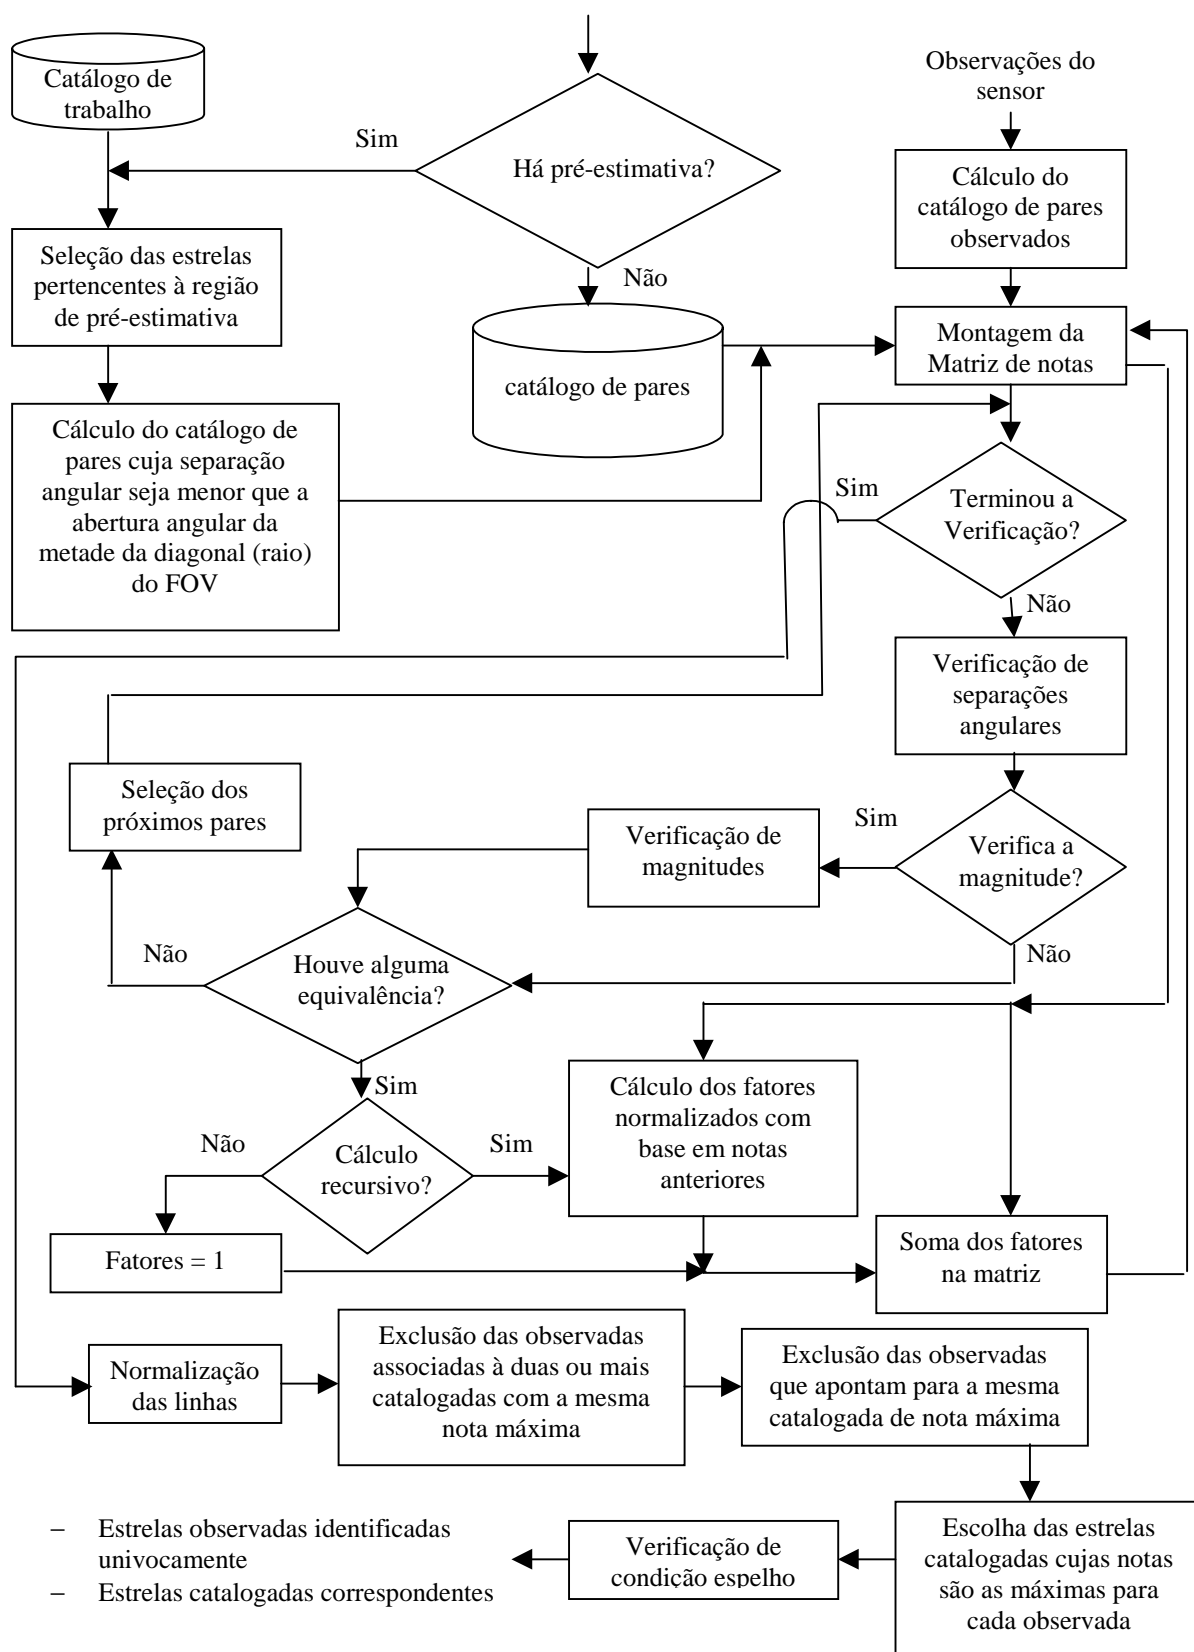 Catálogo de
trabalho
Sim
Há pré-estimativa?
Observações do
sensor
Cálculo do
catálogo de pares
observados
Seleção das estrelas
pertencentes à região
de pré-estimativa
Não
catálogo de pares
Montagem da
Matriz de notas
Cálculo do catálogo de
pares cuja separação
angular seja menor que a
abertura angular da
metade da diagonal (raio)
do FOV
Sim
Terminou a
Verificação?
Não
Verificação de
separações
angulares
Seleção dos
próximos pares
Verificação de
magnitudes
Sim
Verifica a
magnitude?
Não
Não
Houve alguma
equivalência?
Sim
Não
Cálculo
recursivo?
Sim
Cálculo dos fatores
normalizados com
base em notas
anteriores
Fatores = 1
Soma dos fatores
na matriz
Normalização
das linhas
Exclusão das observadas
associadas à duas ou mais
catalogadas com a mesma
nota máxima
Exclusão das observadas
que apontam para a mesma
catalogada de nota máxima
Escolha das estrelas
catalogadas cujas notas
são as máximas para
cada observada
Verificação de
condição espelho
– Estrelas observadas identificadas
univocamente
– Estrelas catalogadas correspondentes